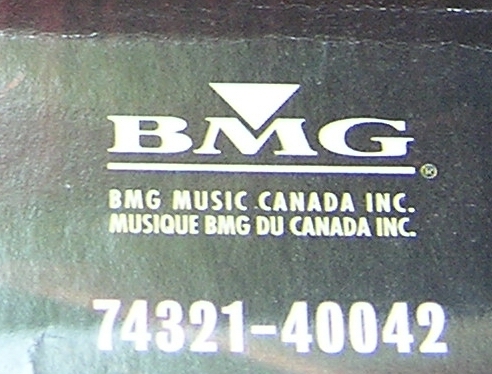 BMG ®
BMG MUSIC CANADA INC.
MUSIQUE BMG DU CANADA INC.
74321-40042